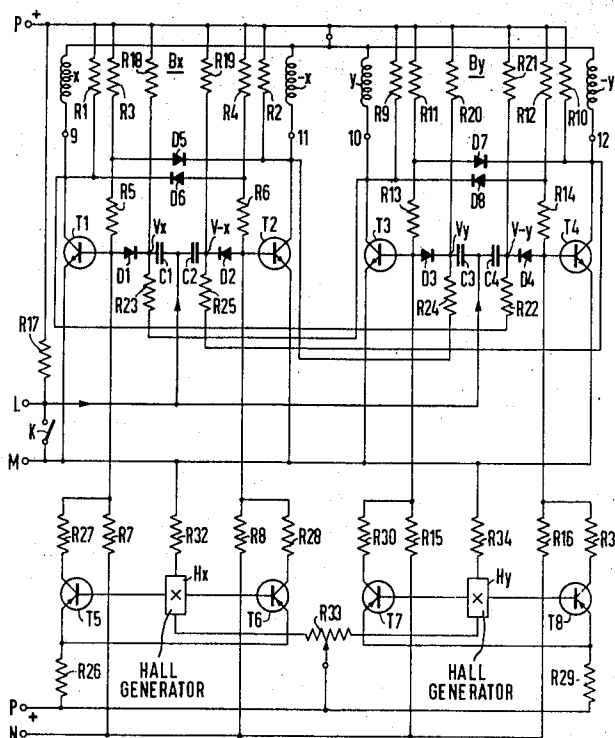 P +
-x
R1
R3
R18
Bx
R19
R4
R2
-x
y
R9
R11
By
R20
R21
R12
R10
-y
9
11
10
12
D5
D6
D7
D8
R5
R6
R13
R14
T1
Vx
V-x
T2
T3
Vy
V-y
T4
D1
C1
C2
D2
D3
C3
C4
D4
R23
R25
R24
R22
R17
L
K
M
R27
R7
R32
R8
R28
R30
R15
R34
R16
R3
Hx
Hy
T5
T6
T7
T8
R33
HALL
GENERATOR
HALL
GENERATOR
R26
R29
P +
N